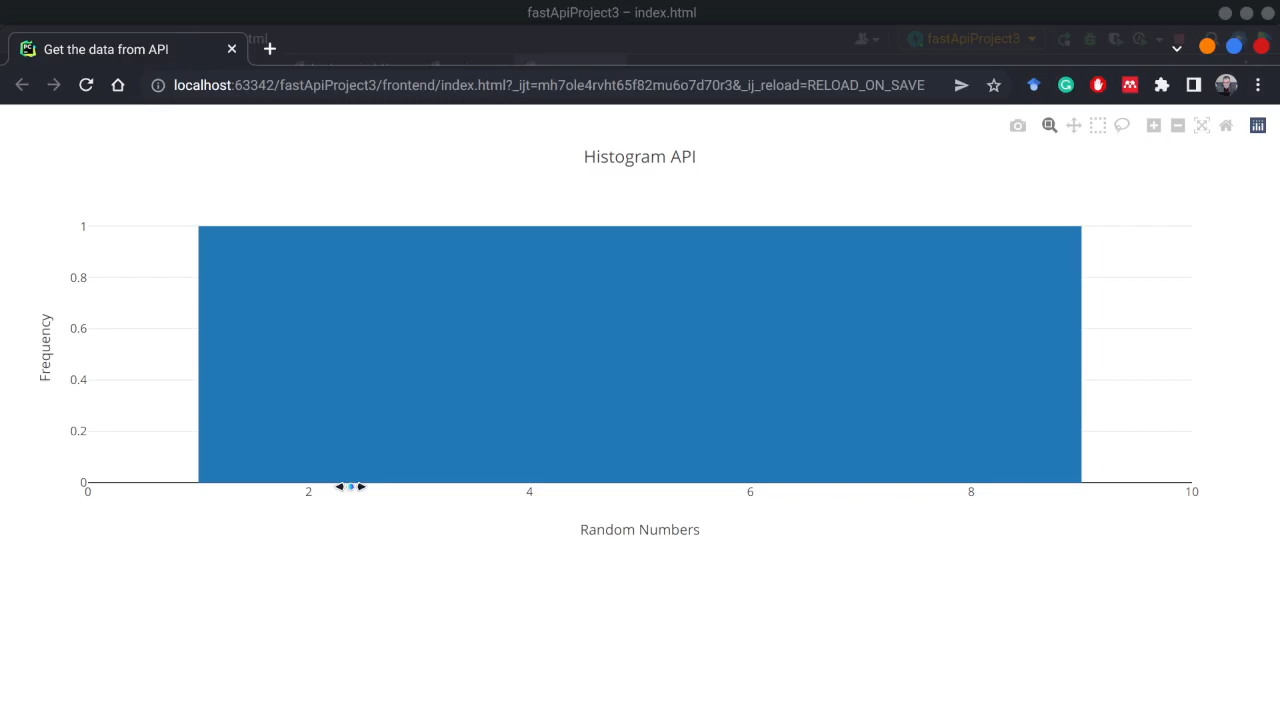 fastApiProject3 – index.html
Get the data from API
fastApiProject3
localhost:63342/fastApiProject3/frontend/index.html?_ijt=mh7ole4rvht65f82mu6o7d70r3&_ij_reload=RELOAD_ON_SAVE
Histogram API
1
0.8
0.6
0.4
0.2
0
Frequency
0 2 4 6 8 10
Random Numbers